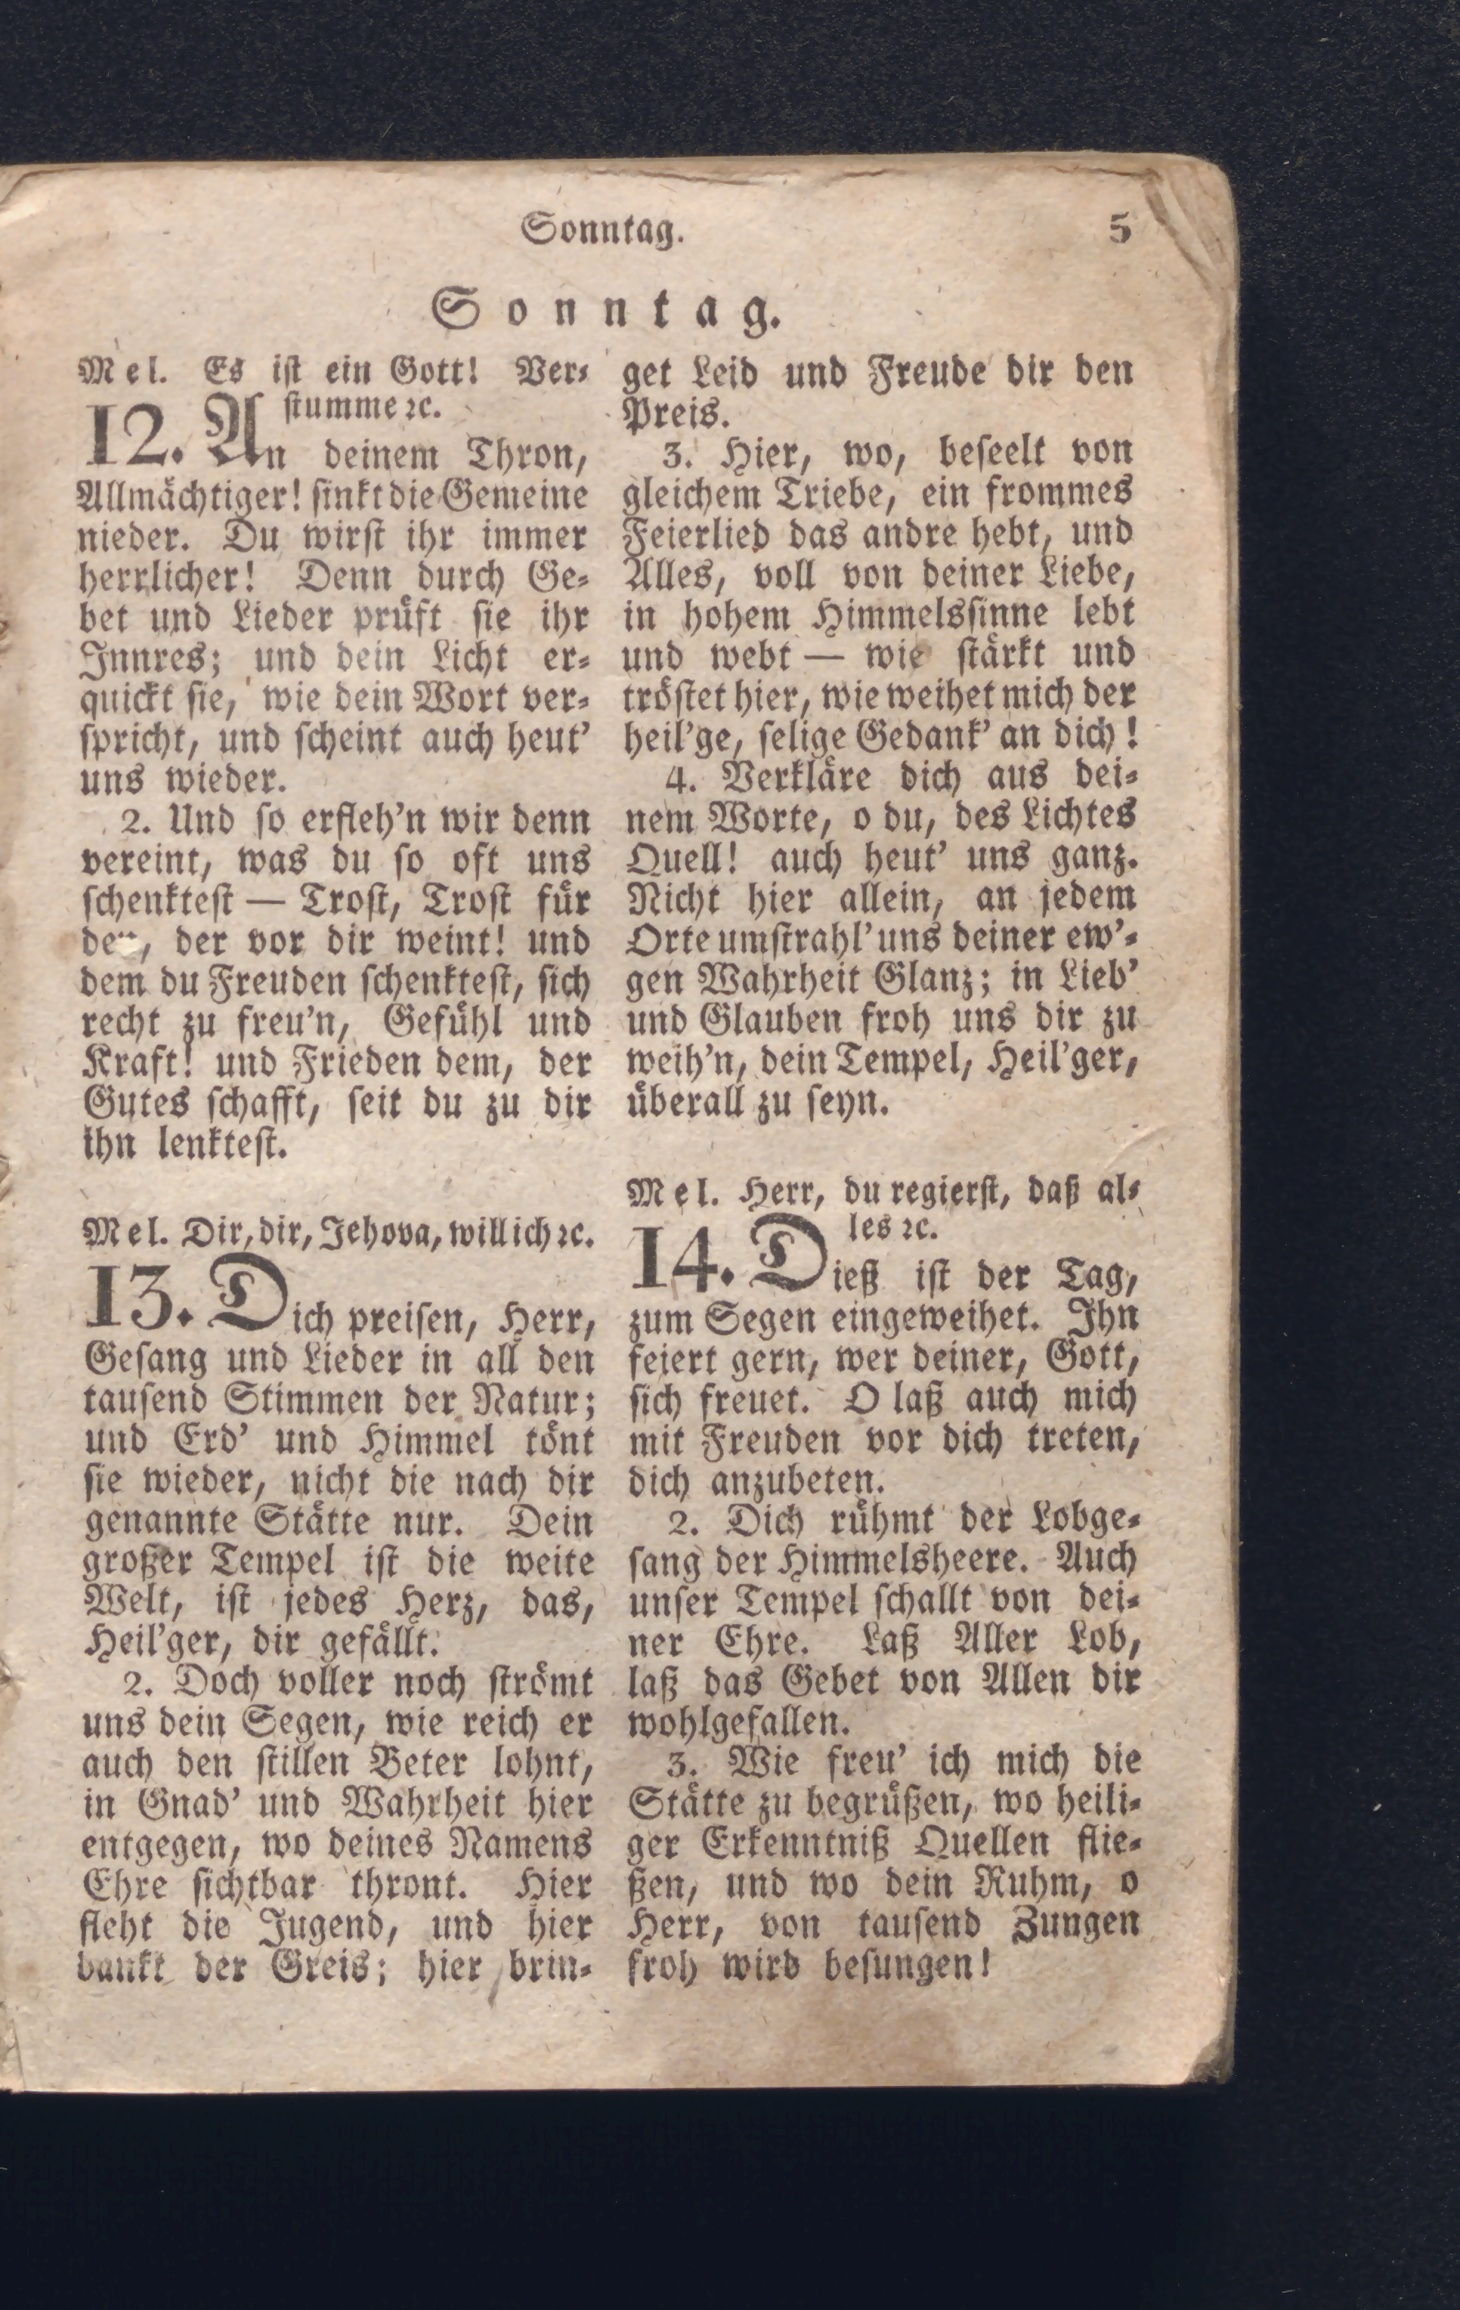 Sonntag. 5
Sonntag.
Mel. Es ist ein Gott! Ver-
stumme ꝛc.
12. An deinem Thron,
Allmächtiger! sinkt die Gemeine
nieder. Du wirst ihr immer
herrlicher! Denn durch Ge-
bet und Lieder prüft sie ihr
Innres; und dein Licht er-
quickt sie, wie dein Wort ver-
spricht, und scheint auch heut'
uns wieder.
2. Und so erfleh'n wir denn
vereint, was du so oft uns
schenktest — Trost, Trost für
den, der vor dir weint! und
dem du Freuden schenktest, sich
recht zu freu'n, Gefühl und
Kraft! und Frieden dem, der
Gutes schafft, seit du zu dir
ihn lenktest.
Mel. Dir, dir, Jehova, will ich ꝛc.
13. Dich preisen, Herr,
Gesang und Lieder in all den
tausend Stimmen der Natur;
und Erd' und Himmel tönt
sie wieder, nicht die nach dir
genannte Stätte nur. Dein
großer Tempel ist die weite
Welt, ist jedes Herz, das,
Heil'ger, dir gefällt.
2. Doch voller noch strömt
uns dein Segen, wie reich er
auch den stillen Beter lohnt,
in Gnad' und Wahrheit hier
entgegen, wo deines Namens
Ehre sichtbar thront. Hier
fleht die Jugend, und hier
dankt der Greis; hier brin-
get Leid und Freude dir den
Preis.
3. Hier, wo, beseelt von
gleichem Triebe, ein frommes
Feierlied das andre hebt, und
Alles, voll von deiner Liebe,
in hohem Himmelssinne lebt
und webt — wie stärkt und
tröstet hier, wie weihet mich der
heil'ge, selige Gedank' an dich!
4. Verkläre dich aus dei-
nem Worte, o du, des Lichtes
Quell! auch heut' uns ganz.
Nicht hier allein, an jedem
Orte umstrahl' uns deiner ew'-
gen Wahrheit Glanz; in Lieb'
und Glauben froh uns dir zu
weih'n, dein Tempel, Heil'ger,
überall zu seyn.
Mel. Herr, du regierst, daß al-
les ꝛc.
14. Dieß ist der Tag,
zum Segen eingeweihet. Ihn
feiert gern, wer deiner, Gott,
sich freuet. O laß auch mich
mit Freuden vor dich treten,
dich anzubeten.
2. Dich rühmt der Lobge-
sang der Himmelsheere. Auch
unser Tempel schallt von dei-
ner Ehre. Laß Aller Lob,
laß das Gebet von Allen dir
wohlgefallen.
3. Wie freu' ich mich die
Stätte zu begrüßen, wo heili-
ger Erkenntniß Quellen flie-
ßen, und wo dein Ruhm, o
Herr, von tausend Zungen
froh wird besungen!